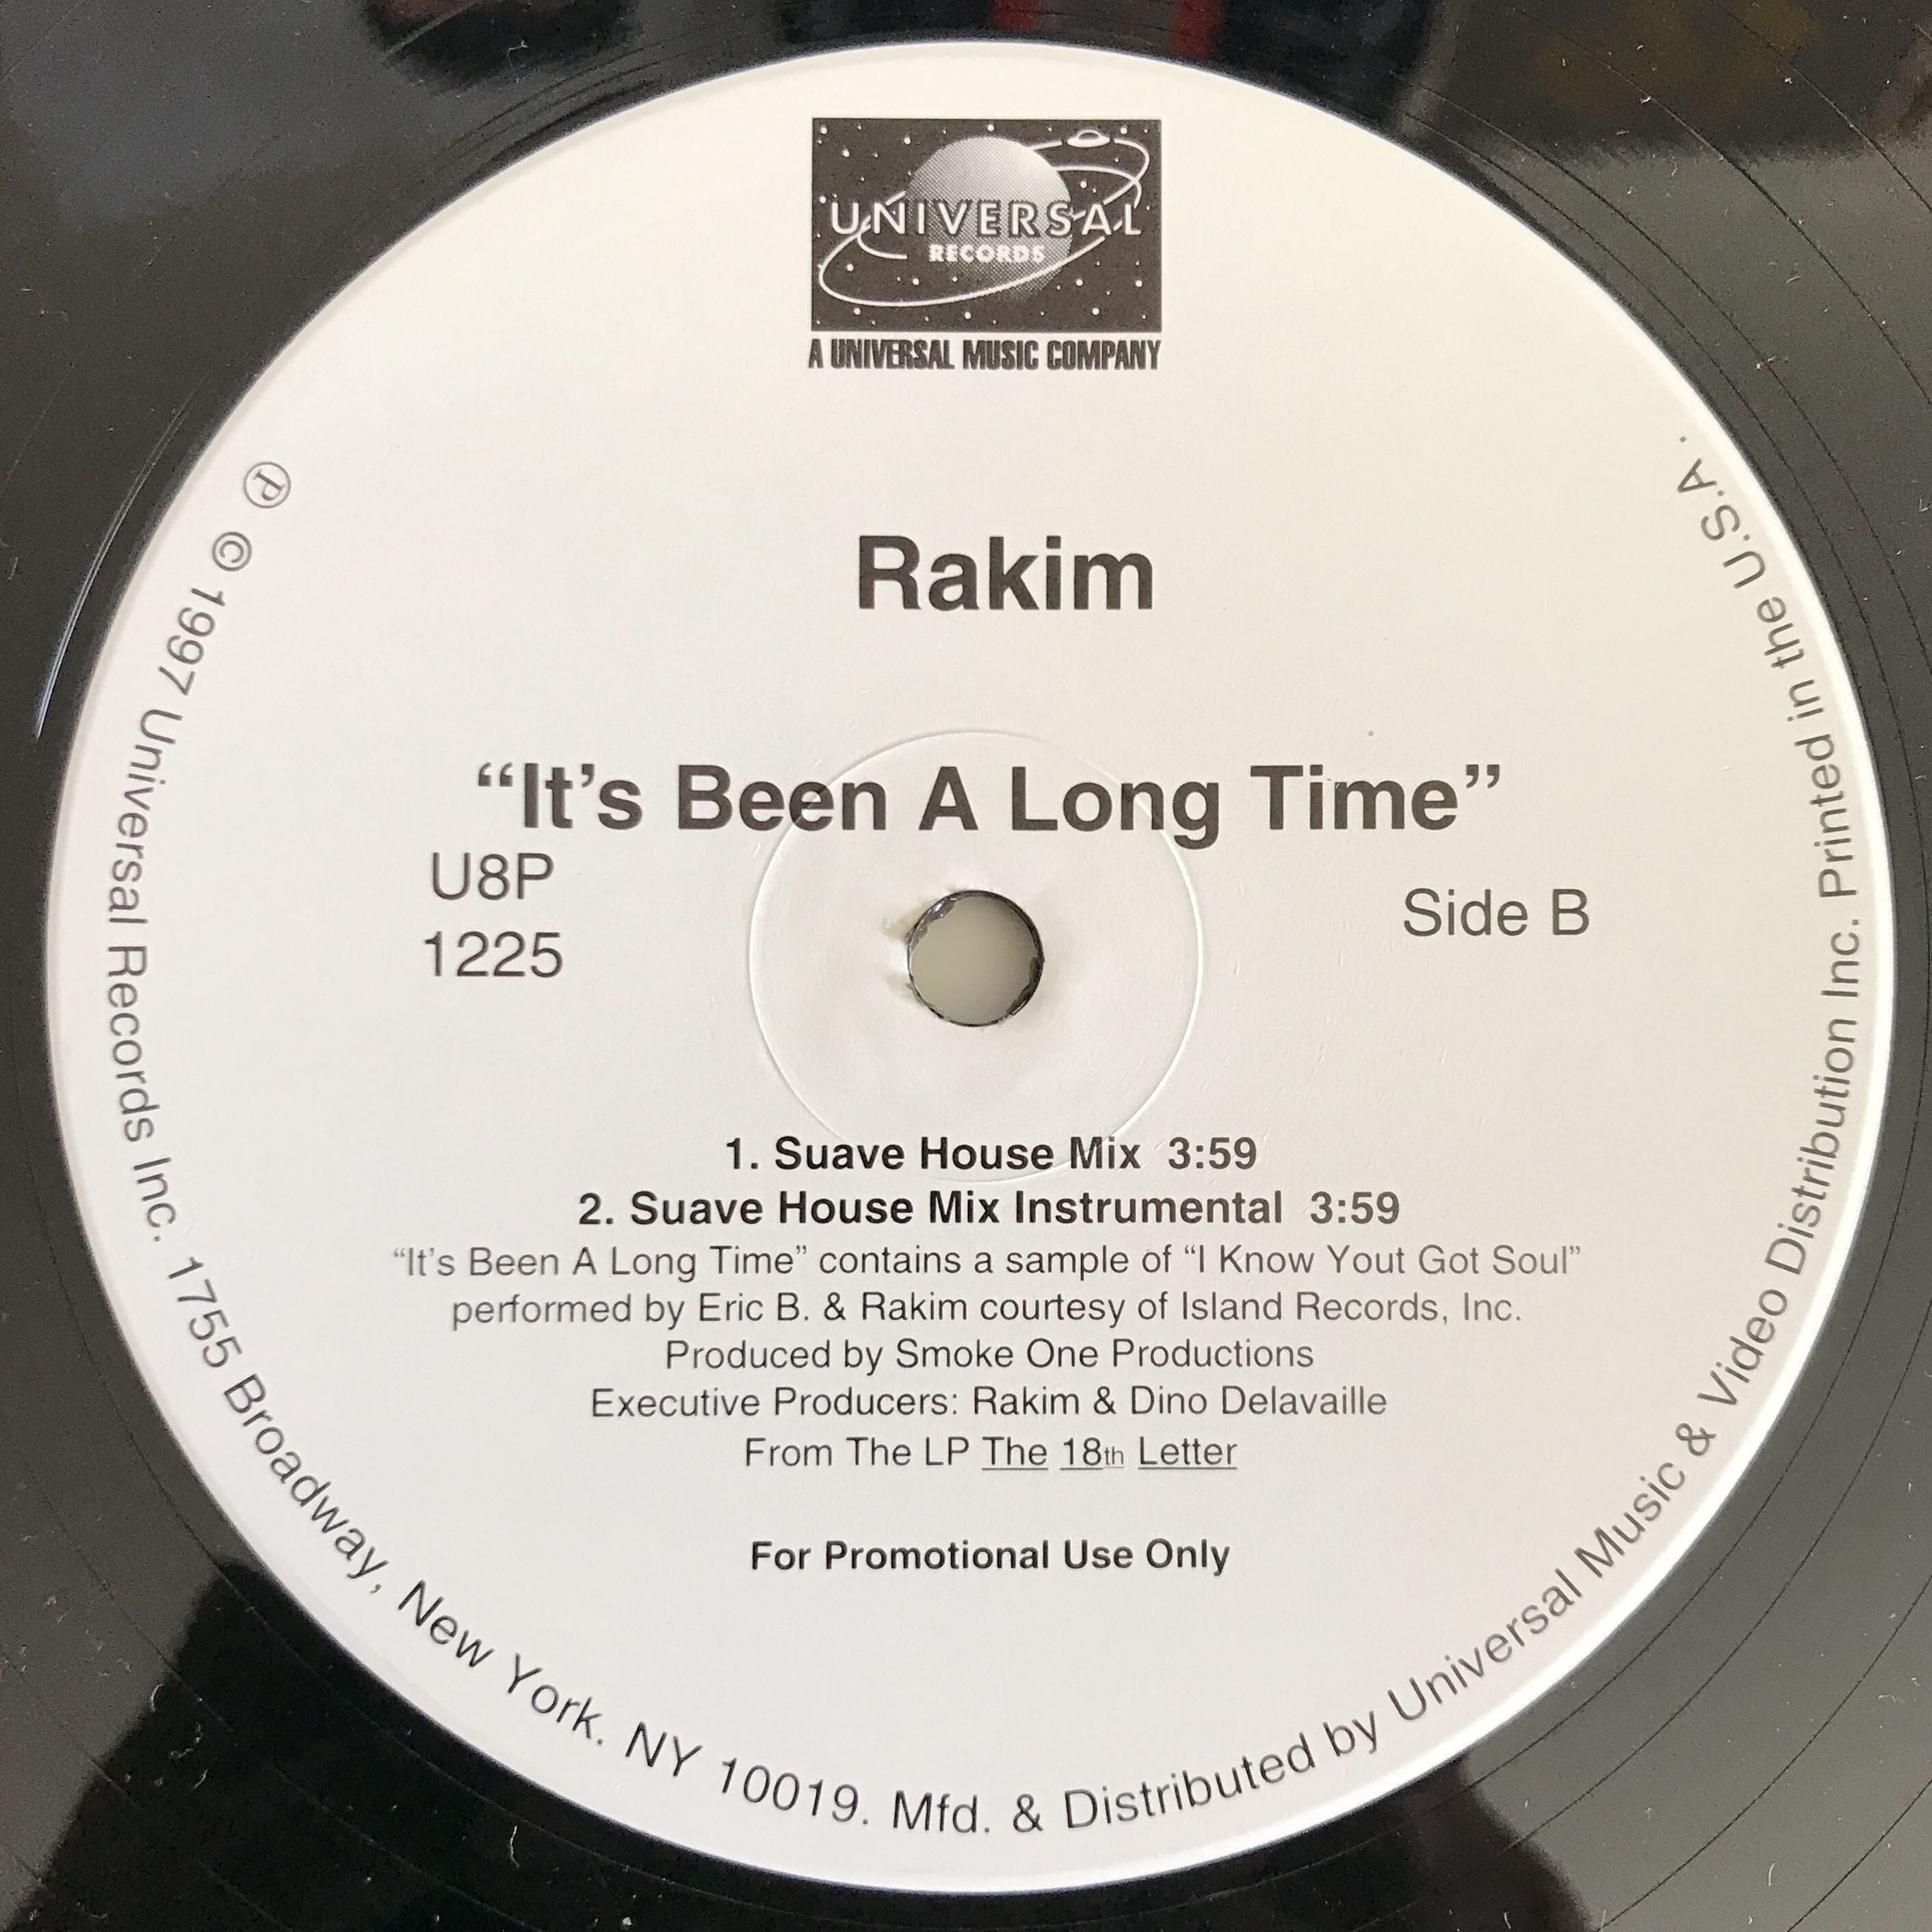 UNIVERSAL
RECORDS
A UNIVERSAL MUSIC COMPANY
Rakim
“It’s Been A Long Time”
U8P
1225
Side B
1. Suave House Mix 3:59
2. Suave House Mix Instrumental 3:59
“It’s Been A Long Time” contains a sample of “I Know Yout Got Soul”
performed by Eric B. & Rakim courtesy of Island Records, Inc.
Produced by Smoke One Productions
Executive Producers: Rakim & Dino Delavaille
From The LP The 18th Letter
For Promotional Use Only
℗ © 1997 Universal Records Inc. 1755 Broadway, New York. NY 10019. Mfd. & Distributed by Universal Music & Video Distribution Inc. Printed in the U.S.A.